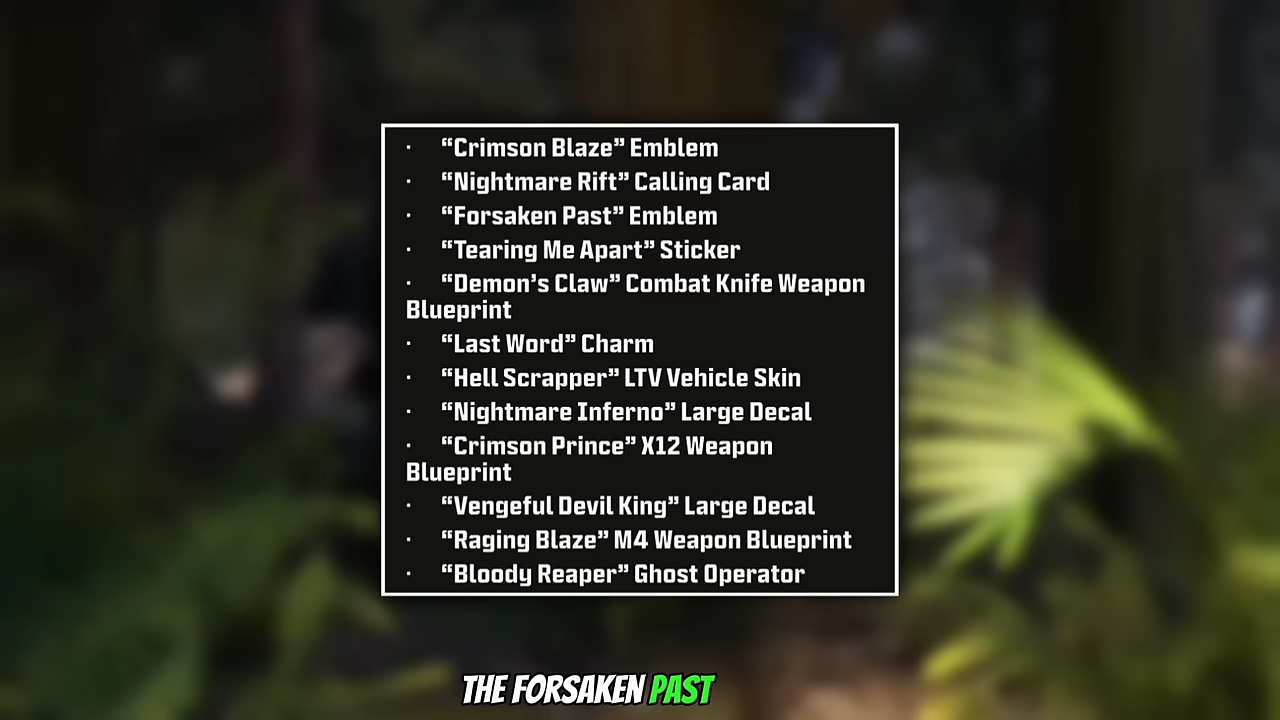 · “Crimson Blaze” Emblem
· “Nightmare Rift” Calling Card
· “Forsaken Past” Emblem
· “Tearing Me Apart” Sticker
· “Demon’s Claw” Combat Knife Weapon
Blueprint
· “Last Word” Charm
· “Hell Scrapper” LTV Vehicle Skin
· “Nightmare Inferno” Large Decal
· “Crimson Prince” X12 Weapon
Blueprint
· “Vengeful Devil King” Large Decal
· “Raging Blaze” M4 Weapon Blueprint
· “Bloody Reaper” Ghost Operator
THE FORSAKEN PAST